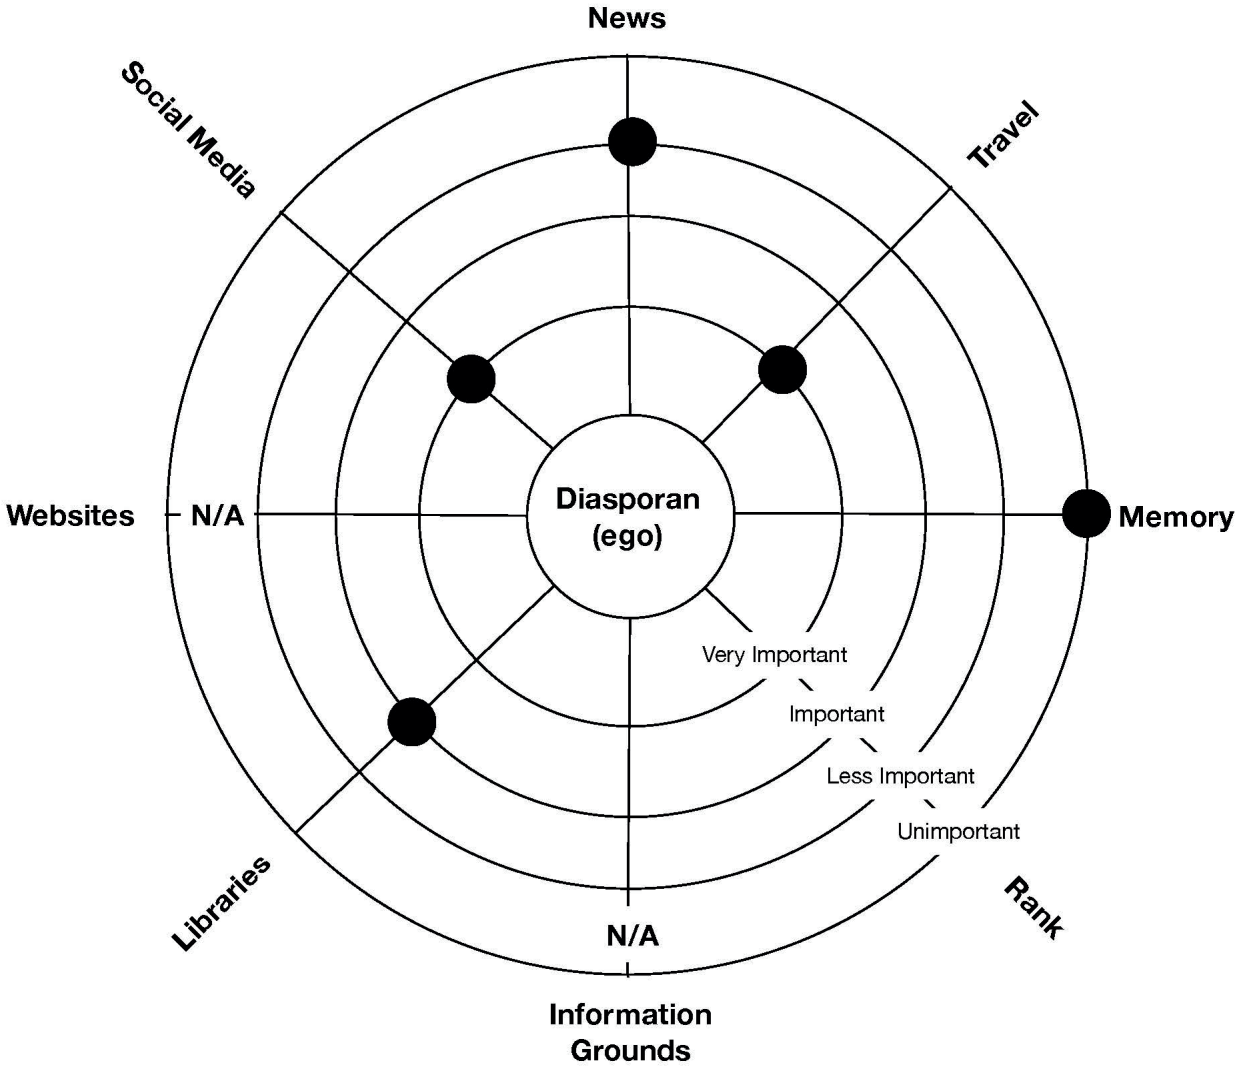 News
Social Media
Travel
Websites
N/A
Diasporan
(ego)
Memory
Very Important
Important
Less Important
Unimportant
Libraries
Rank
N/A
Information
Grounds